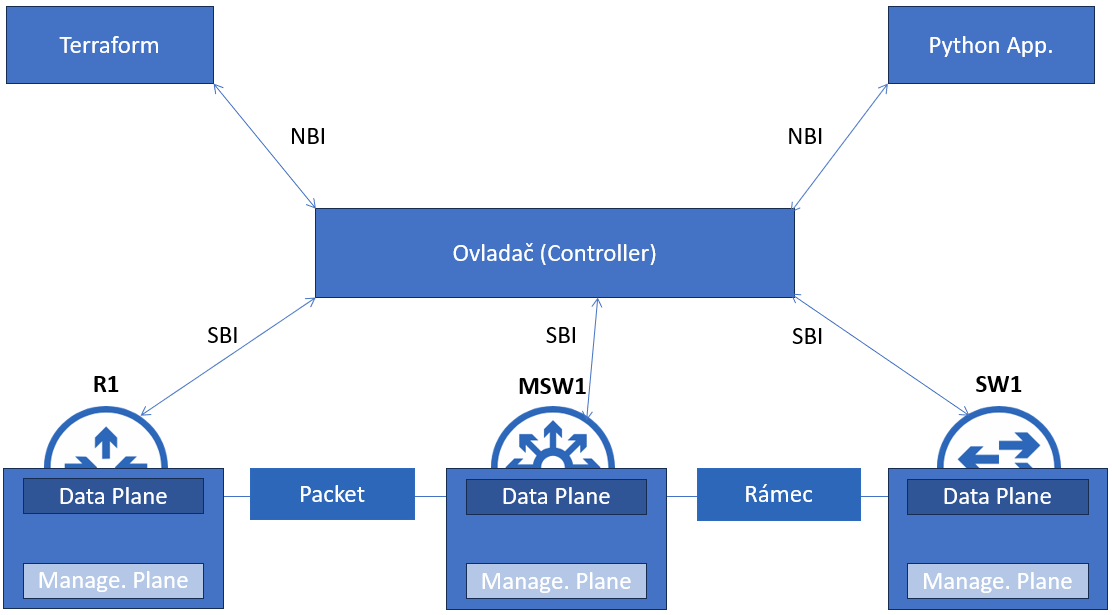 Terraform
Python App.
NBI
NBI
Ovladač (Controller)
SBI
SBI
SBI
R1
MSW1
SW1
Data Plane
Packet
Data Plane
Rámec
Data Plane
Manage. Plane
Manage. Plane
Manage. Plane